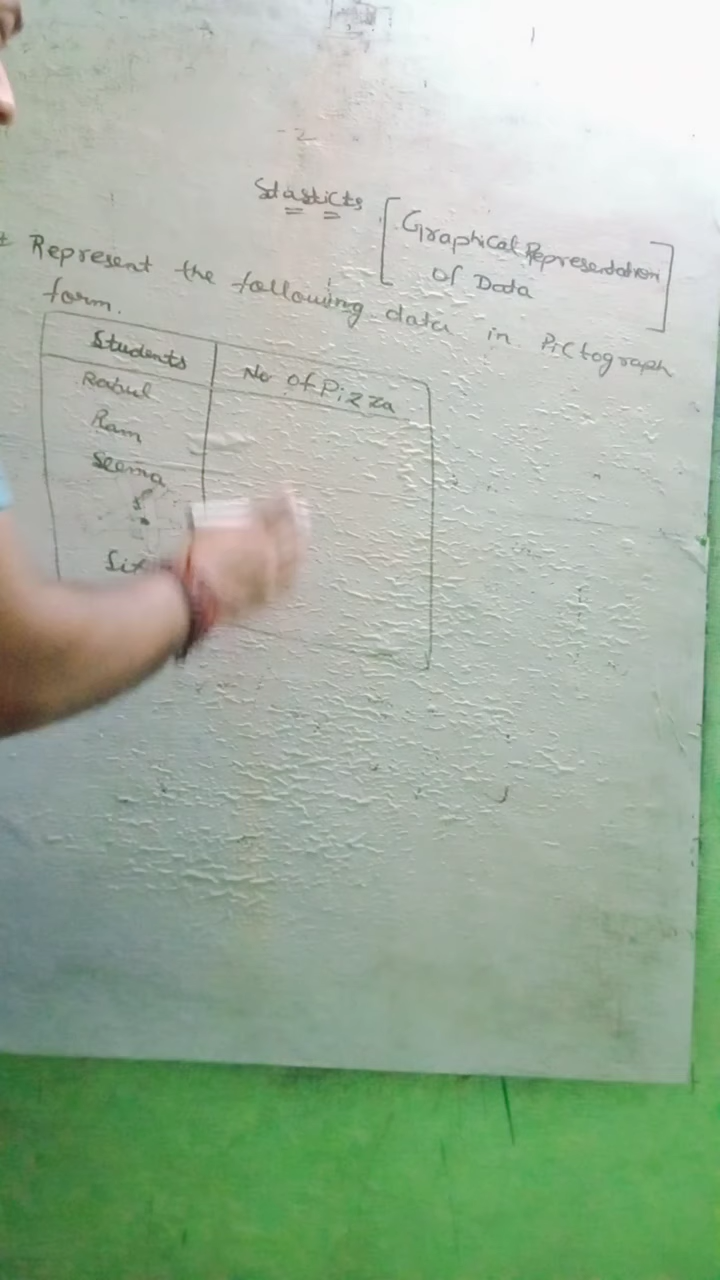 Stasticts [Graphical Representation
of Data]
Represent the following data in Pictograph
form.
Students No of Pizza
Rahul
Ram
Seema